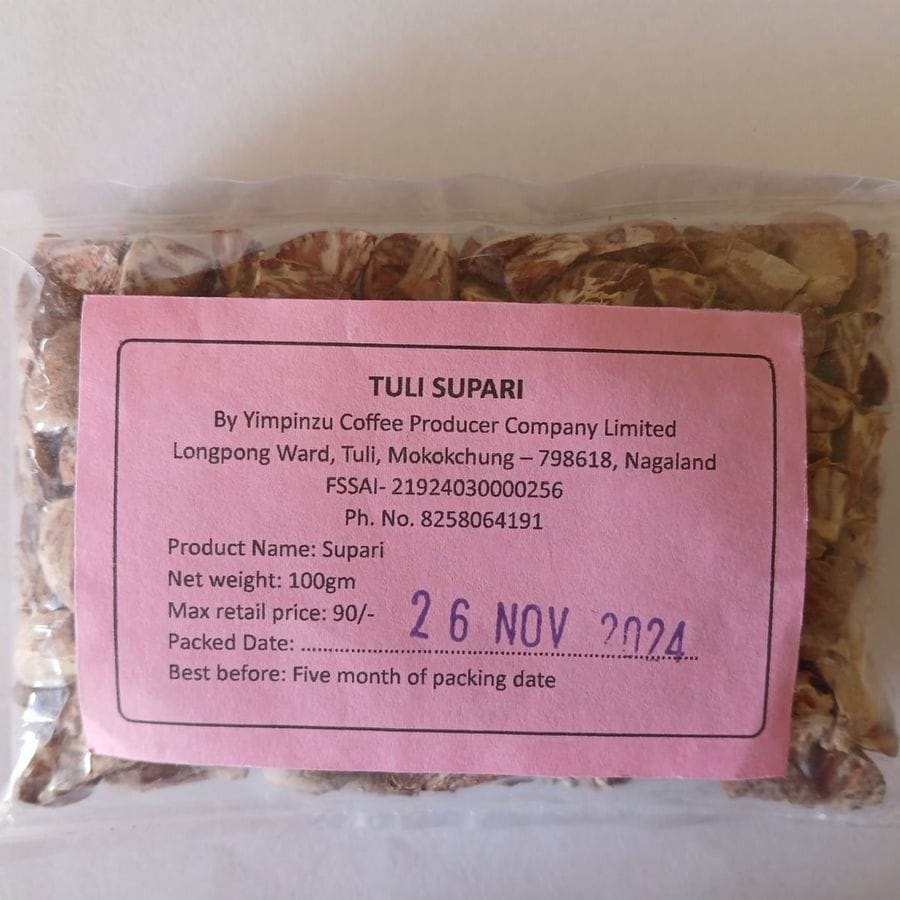 TULI SUPARI
By Yimpinzu Coffee Producer Company Limited
Longpong Ward, Tuli, Mokokchung – 798618, Nagaland
FSSAI- 21924030000256
Ph. No. 8258064191
Product Name: Supari
Net weight: 100gm
Max retail price: 90/-
Packed Date: ........................ 26 NOV 2024
Best before: Five month of packing date